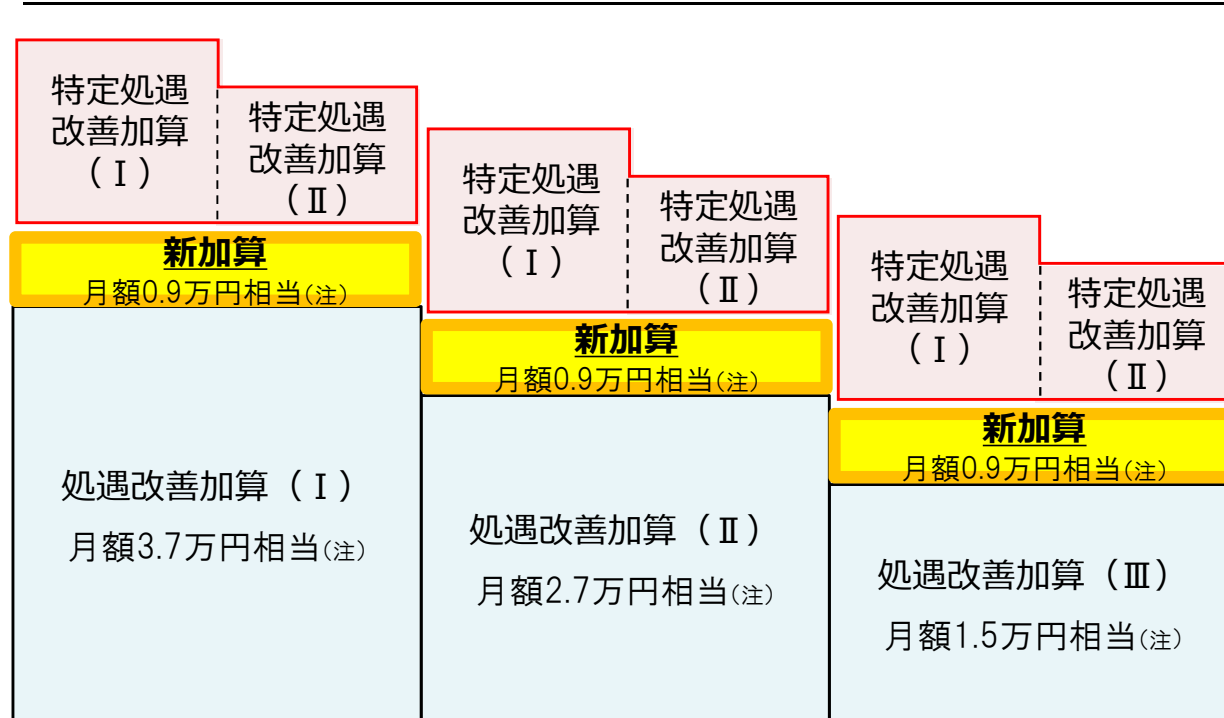 特定処遇
改善加算
(Ⅰ)
特定処遇
改善加算
(Ⅱ)
新加算
月額0.9万円相当(注)
処遇改善加算(Ⅰ)
月額3.7万円相当(注)
特定処遇
改善加算
(Ⅰ)
特定処遇
改善加算
(Ⅱ)
新加算
月額0.9万円相当(注)
処遇改善加算(Ⅱ)
月額2.7万円相当(注)
特定処遇
改善加算
(Ⅰ)
特定処遇
改善加算
(Ⅱ)
新加算
月額0.9万円相当(注)
処遇改善加算(Ⅲ)
月額1.5万円相当(注)